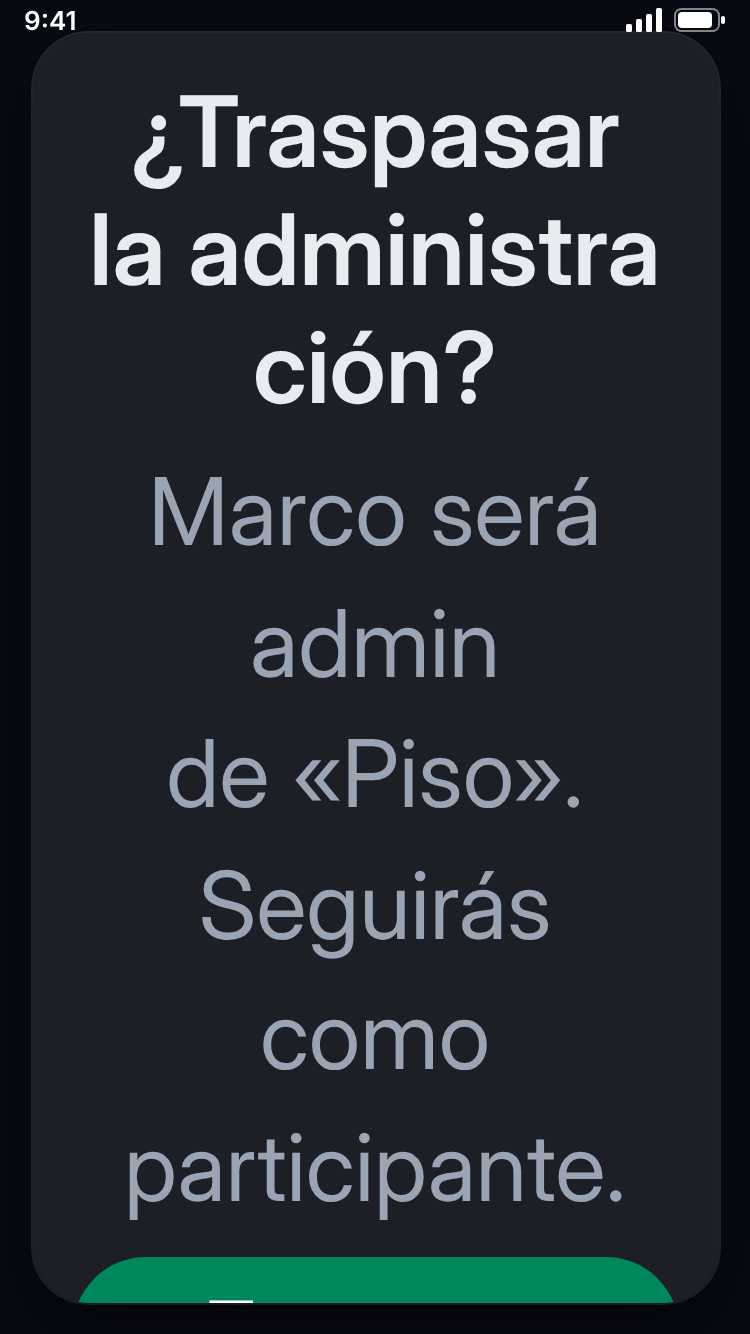 9:41
¿Traspasar
la administra
ción?
Marco será
admin
de «Piso».
Seguirás
como
participante.